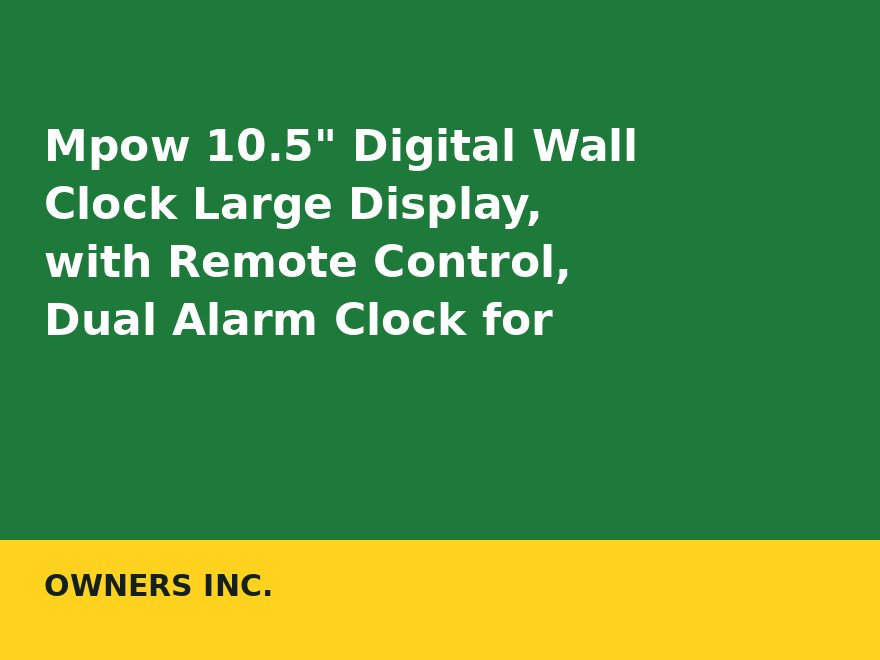 Mpow 10.5" Digital Wall
Clock Large Display,
with Remote Control,
Dual Alarm Clock for
OWNERS INC.